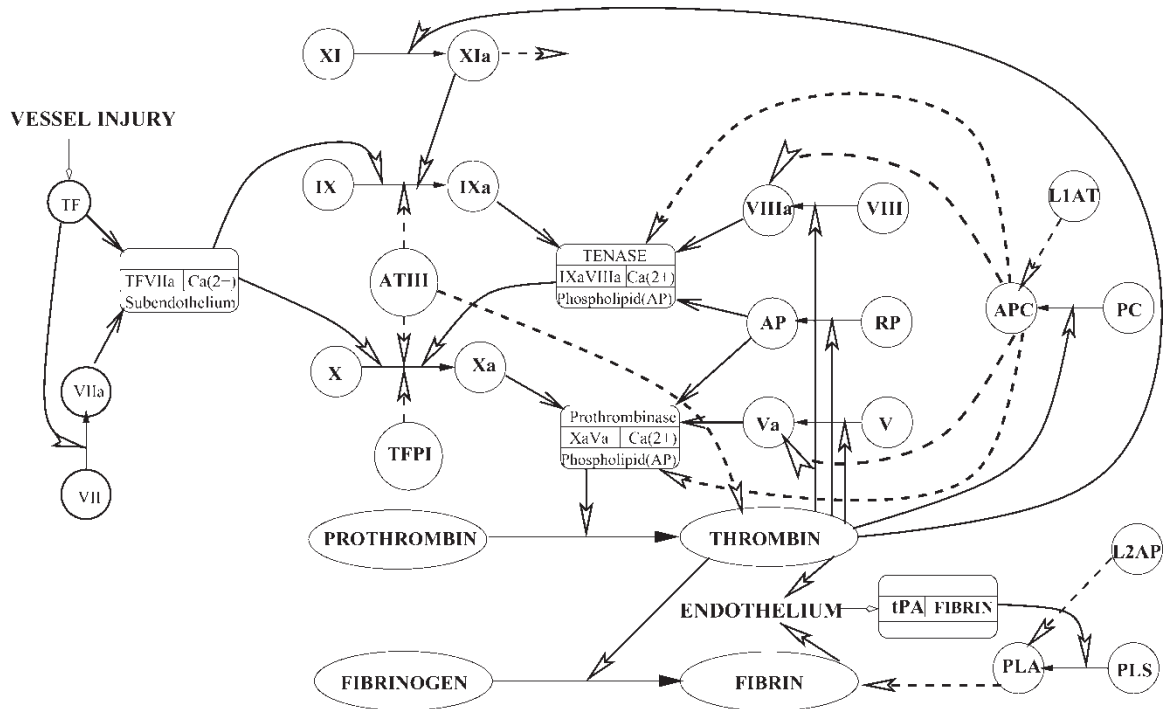 XI
XIa
VESSEL INJURY
TF
IX
IXa
VIIIa
VIII
L1AT
TFVIIa Ca(2−)
Subendothelium
ATIII
TENASE
IXaVIIIa Ca(2+)
Phospholipid(AP)
APC
PC
AP
RP
X
Xa
VIIa
Prothrombinase
XaVa Ca(2+)
Phospholipid(AP)
Va
V
TFPI
VII
PROTHROMBIN
THROMBIN
L2AP
ENDOTHELIUM
tPA FIBRIN
FIBRINOGEN
FIBRIN
PLA
PLS